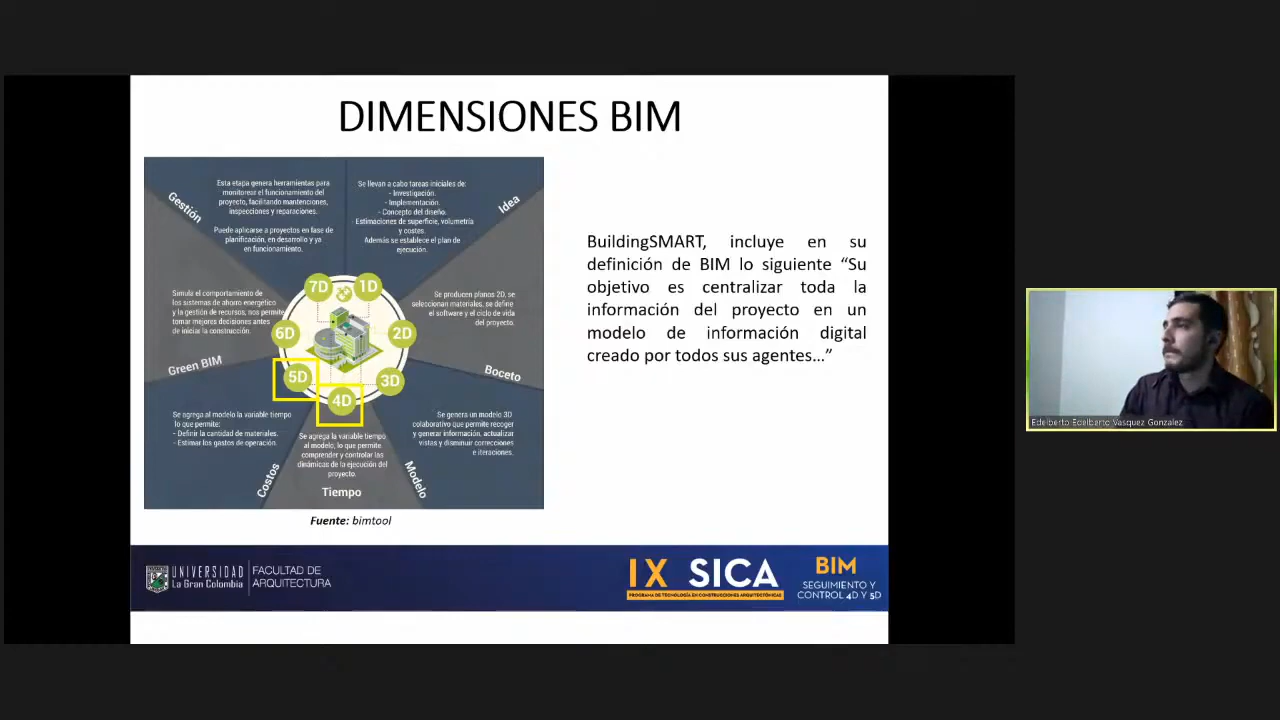 DIMENSIONES BIM
Gestión
Esta etapa genera herramientas para
monitorear el funcionamiento del
proyecto, facilitando mantenciones,
inspecciones y reparaciones.
Puede aplicarse a proyectos en fase de
planificación, en desarrollo y ya
en funcionamiento.
Se llevan a cabo tareas iniciales de:
- Investigación.
- Implementación.
- Concepto del diseño.
- Estimaciones de superficie, volumetría
y costes.
Además se establece el plan de
ejecución.
Idea
7D
1D
Simula el comportamiento de
los sistemas de ahorro energético
y la gestión de recursos, nos permite
tomar mejores decisiones antes
de iniciar la construcción.
Green BIM
6D
2D
Se producen planos 2D, se
seleccionan materiales, se define
el software y el ciclo de vida
del proyecto.
Boceto
5D
3D
4D
Se agrega al modelo la variable tiempo
lo que permite:
- Definir la cantidad de materiales.
- Estimar los gastos de operación.
Costos
Se agrega la variable tiempo
al modelo, lo que permite
comprender y controlar las
dinámicas de la ejecución del
proyecto.
Tiempo
Se genera un modelo 3D
colaborativo que permite recoger
y generar información, actualizar
vistas y disminuir correcciones
e iteraciones.
Modelo
Fuente: bimtool
BuildingSMART, incluye en su
definición de BIM lo siguiente “Su
objetivo es centralizar toda la
información del proyecto en un
modelo de información digital
creado por todos sus agentes…”
Edelberto Edelberto Vasquez Gonzalez
UNIVERSIDAD
La Gran Colombia
FACULTAD DE
ARQUITECTURA
IX SICA
PROGRAMA DE TECNOLOGÍA EN CONSTRUCCIONES ARQUITECTÓNICAS
BIM
SEGUIMIENTO Y
CONTROL 4D Y 5D